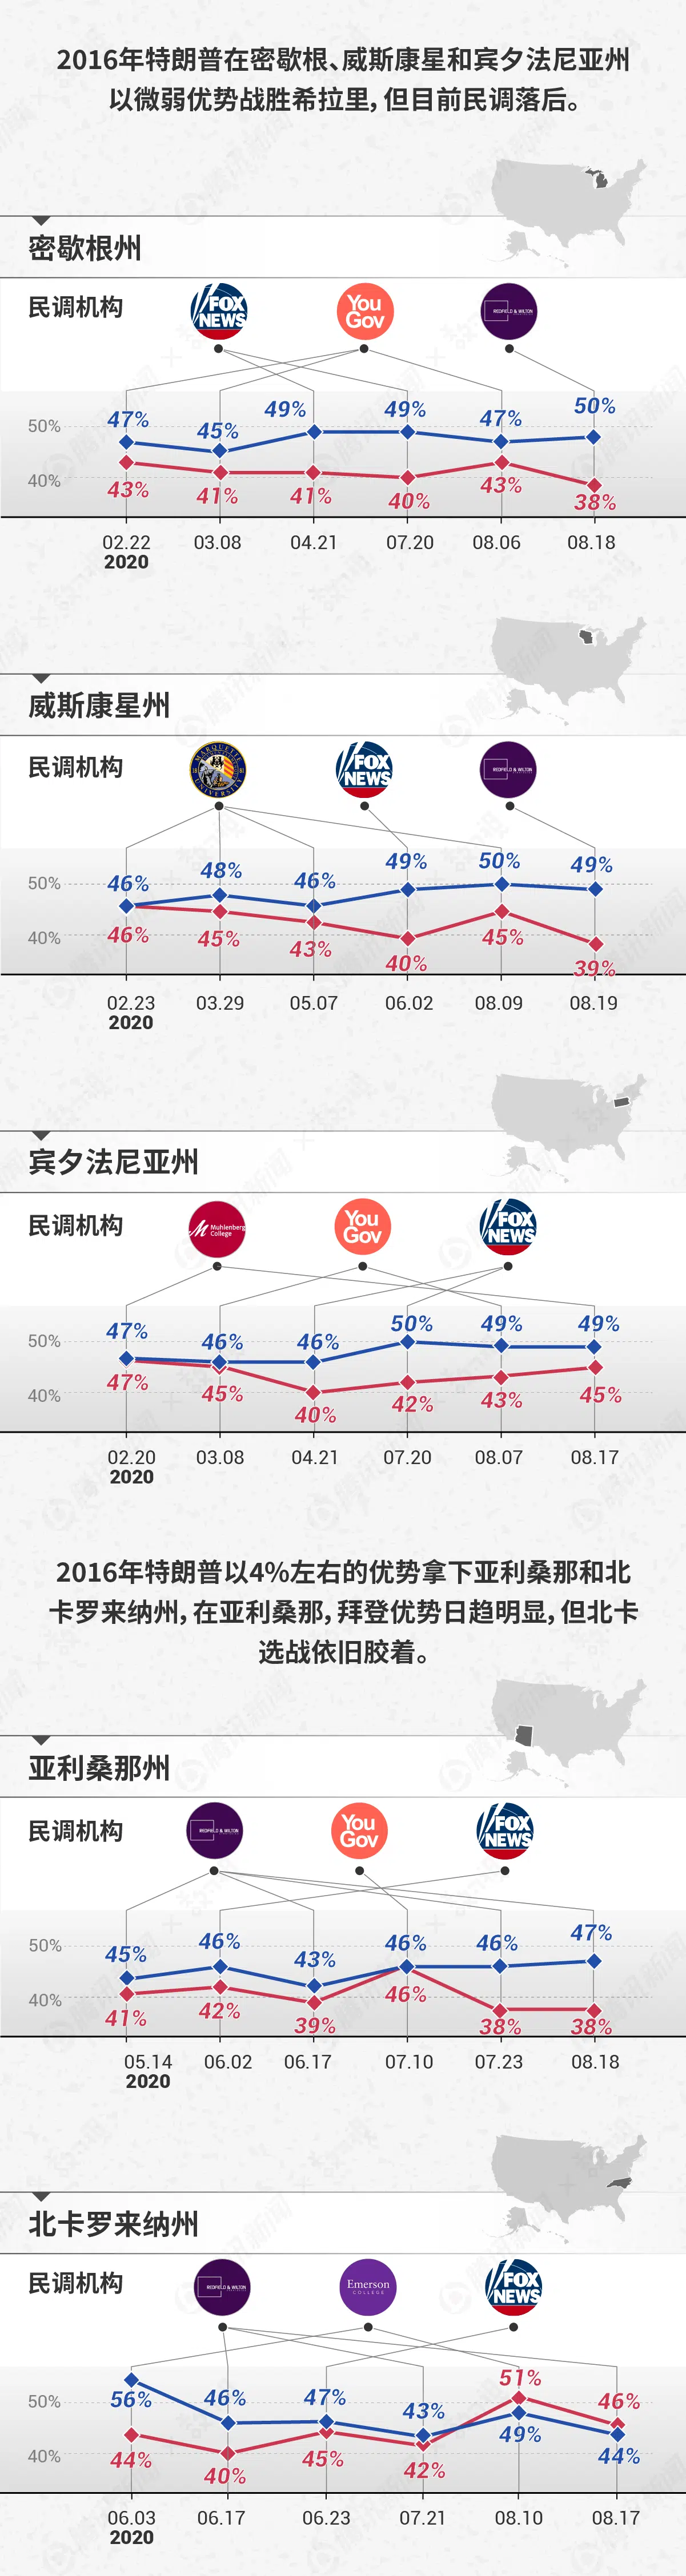 2016年特朗普在密歇根、威斯康星和宾夕法尼亚州
以微弱优势战胜希拉里，但目前民调落后。
密歇根州
民调机构
FOX
NEWS
You
Gov
REDFIELD & WILTON
50%
40%
47%
45%
49%
49%
47%
50%
43%
41%
41%
40%
43%
38%
02.22
03.08
04.21
07.20
08.06
08.18
2020
威斯康星州
民调机构
MARQUETTE
UNIVERSITY
FOX
NEWS
REDFIELD & WILTON
50%
40%
46%
48%
46%
49%
50%
49%
46%
45%
43%
40%
45%
39%
02.23
03.29
05.07
06.02
08.09
08.19
2020
宾夕法尼亚州
民调机构
Muhlenberg
College
You
Gov
FOX
NEWS
50%
40%
47%
46%
46%
50%
49%
49%
47%
45%
40%
42%
43%
45%
02.20
03.08
04.21
07.20
08.07
08.17
2020
2016年特朗普以4%左右的优势拿下亚利桑那和北
卡罗来纳州，在亚利桑那，拜登优势日趋明显，但北卡
选战依旧胶着。
亚利桑那州
民调机构
REDFIELD & WILTON
You
Gov
FOX
NEWS
50%
40%
45%
46%
43%
46%
46%
47%
41%
42%
39%
46%
38%
38%
05.14
06.02
06.17
07.10
07.23
08.18
2020
北卡罗来纳州
民调机构
REDFIELD & WILTON
Emerson
COLLEGE
FOX
NEWS
50%
40%
56%
46%
47%
43%
49%
44%
44%
40%
45%
42%
51%
46%
06.03
06.17
06.23
07.21
08.10
08.17
2020